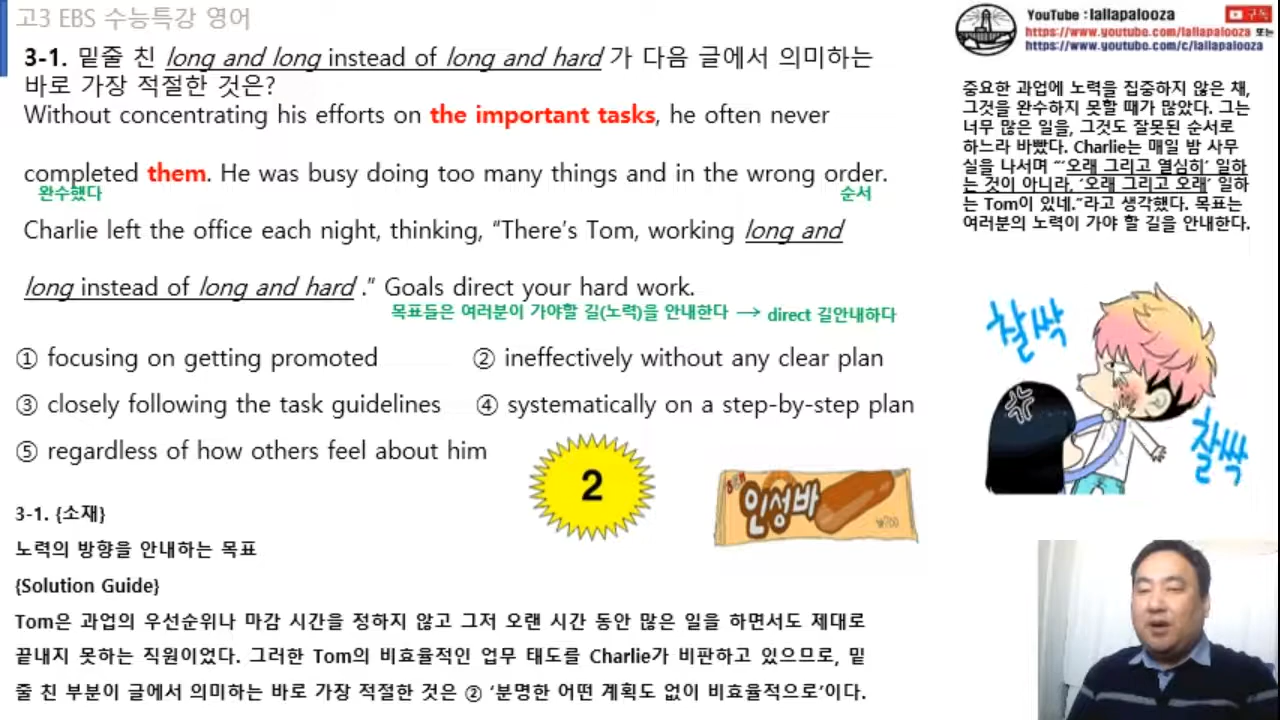 고3 EBS 수능특강 영어
3-1. 밑줄 친 long and long instead of long and hard 가 다음 글에서 의미하는
바로 가장 적절한 것은?
Without concentrating his efforts on the important tasks, he often never
completed them. He was busy doing too many things and in the wrong order.
완수했다
순서
Charlie left the office each night, thinking, “There’s Tom, working long and
long instead of long and hard .” Goals direct your hard work.
목표들은 여러분이 가야할 길(노력)을 안내한다 → direct 길안내하다
① focusing on getting promoted
② ineffectively without any clear plan
③ closely following the task guidelines
④ systematically on a step-by-step plan
⑤ regardless of how others feel about him
2
인성바
₩700
3-1. {소재}
노력의 방향을 안내하는 목표
{Solution Guide}
Tom은 과업의 우선순위나 마감 시간을 정하지 않고 그저 오랜 시간 동안 많은 일을 하면서도 제대로
끝내지 못하는 직원이었다. 그러한 Tom의 비효율적인 업무 태도를 Charlie가 비판하고 있으므로, 밑
줄 친 부분이 글에서 의미하는 바로 가장 적절한 것은 ② ‘분명한 어떤 계획도 없이 비효율적으로’이다.
YouTube : lallapalooza
구독
https://www.youtube.com/lallapalooza 또는
https://www.youtube.com/c/lallapalooza
중요한 과업에 노력을 집중하지 않은 채,
그것을 완수하지 못할 때가 많았다. 그는
너무 많은 일을, 그것도 잘못된 순서로
하느라 바빴다. Charlie는 매일 밤 사무
실을 나서며 “‘오래 그리고 열심히’ 일하
는 것이 아니라, ‘오래 그리고 오래’ 일하
는 Tom이 있네.”라고 생각했다. 목표는
여러분의 노력이 가야 할 길을 안내한다.
찰싹
찰싹